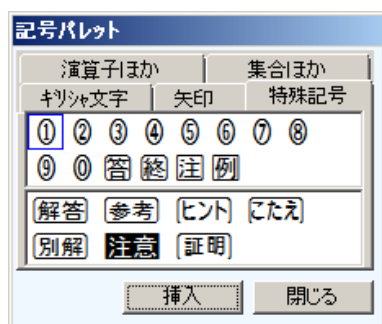 記号パレット
演算子ほか 集合ほか
ギリシャ文字 矢印 特殊記号
① ② ③ ④ ⑤ ⑥ ⑦ ⑧
⑨ ⓪ 答 終 注 例
解答 参考 ヒント こたえ
別解 注意 証明
挿入 閉じる